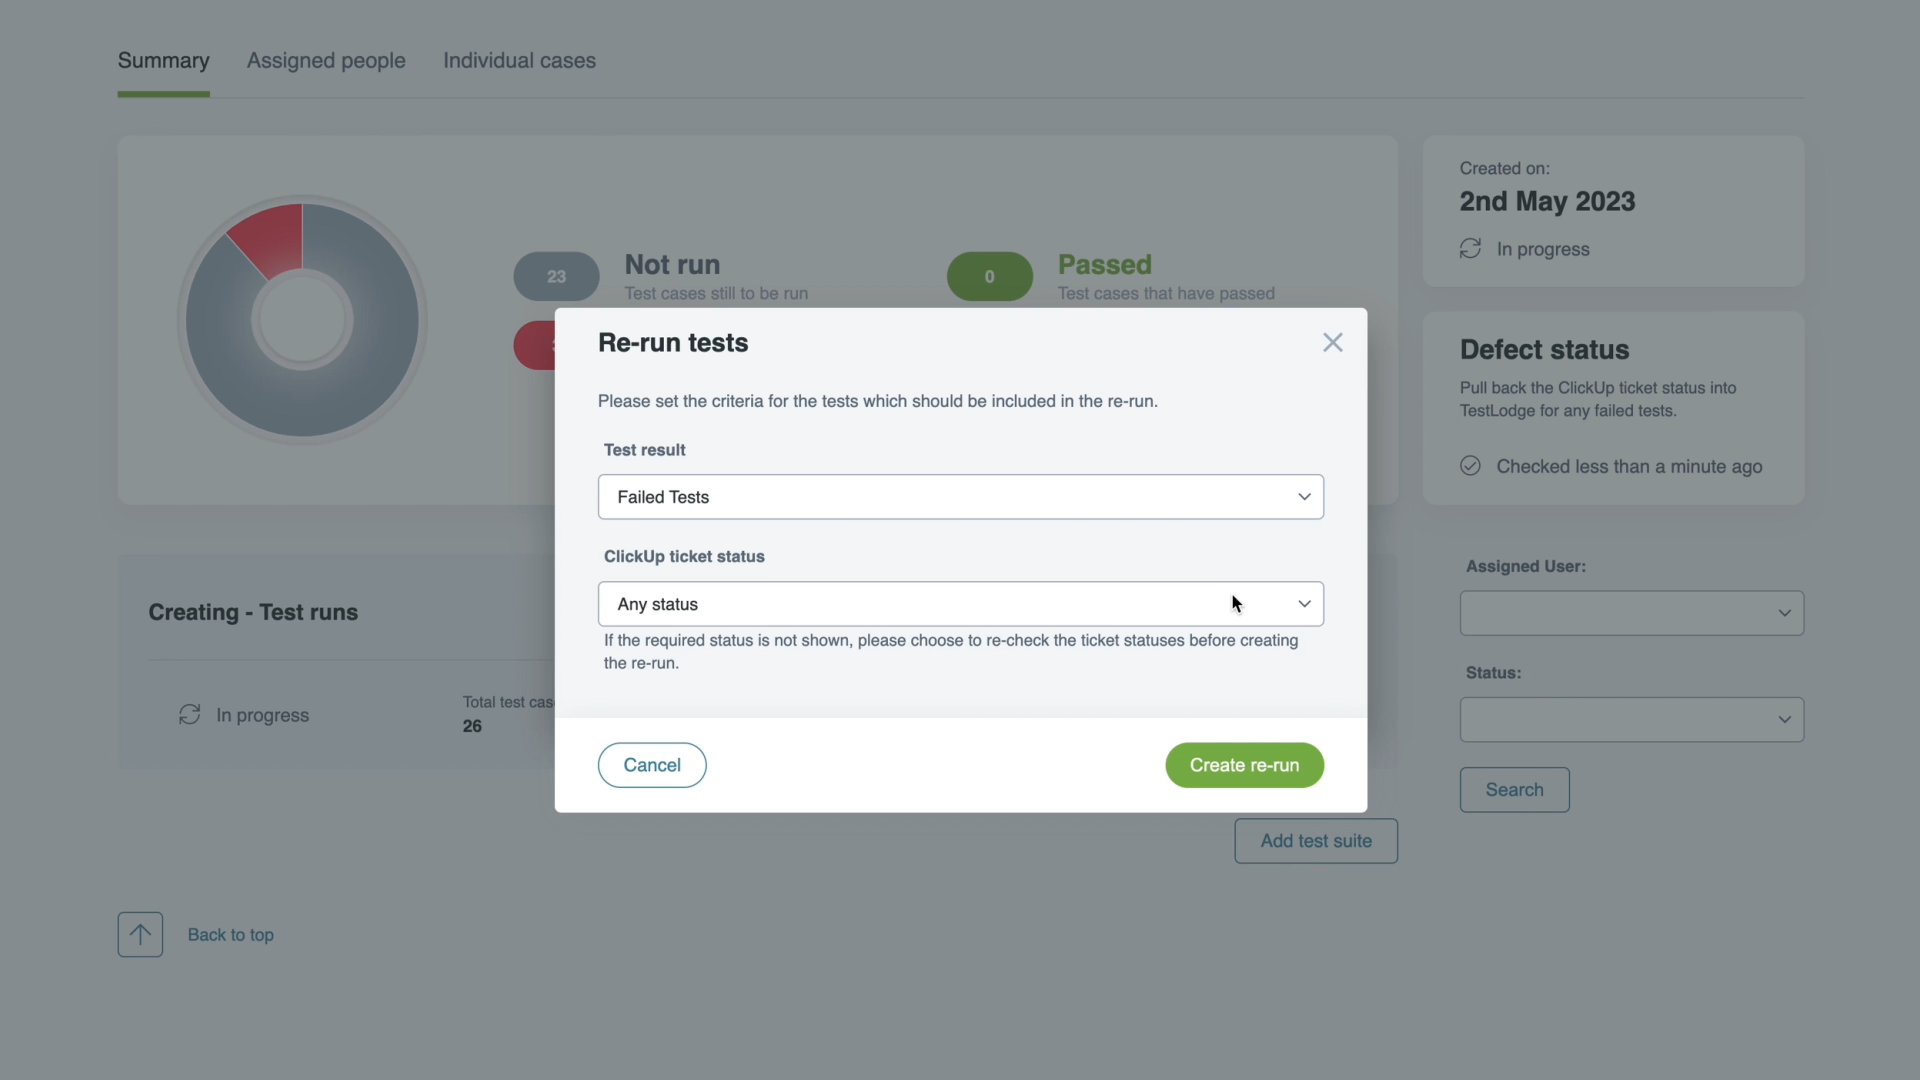 Summary
Assigned people
Individual cases
Created on:
2nd May 2023
In progress
23
Not run
Test cases still to be run
0
Passed
Test cases that have passed
Re-run tests
Please set the criteria for the tests which should be included in the re-run.
Test result
Failed Tests
ClickUp ticket status
Any status
If the required status is not shown, please choose to re-check the ticket statuses before creating
the re-run.
Cancel
Create re-run
Defect status
Pull back the ClickUp ticket status into
TestLodge for any failed tests.
Checked less than a minute ago
Assigned User:
Status:
Search
Creating - Test runs
In progress
Total test
26
Add test suite
Back to top